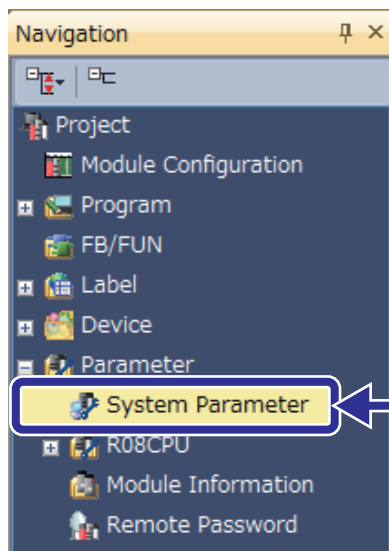 Navigation
Project
Module Configuration
Program
FB/FUN
Label
Device
Parameter
System Parameter
R08CPU
Module Information
Remote Password